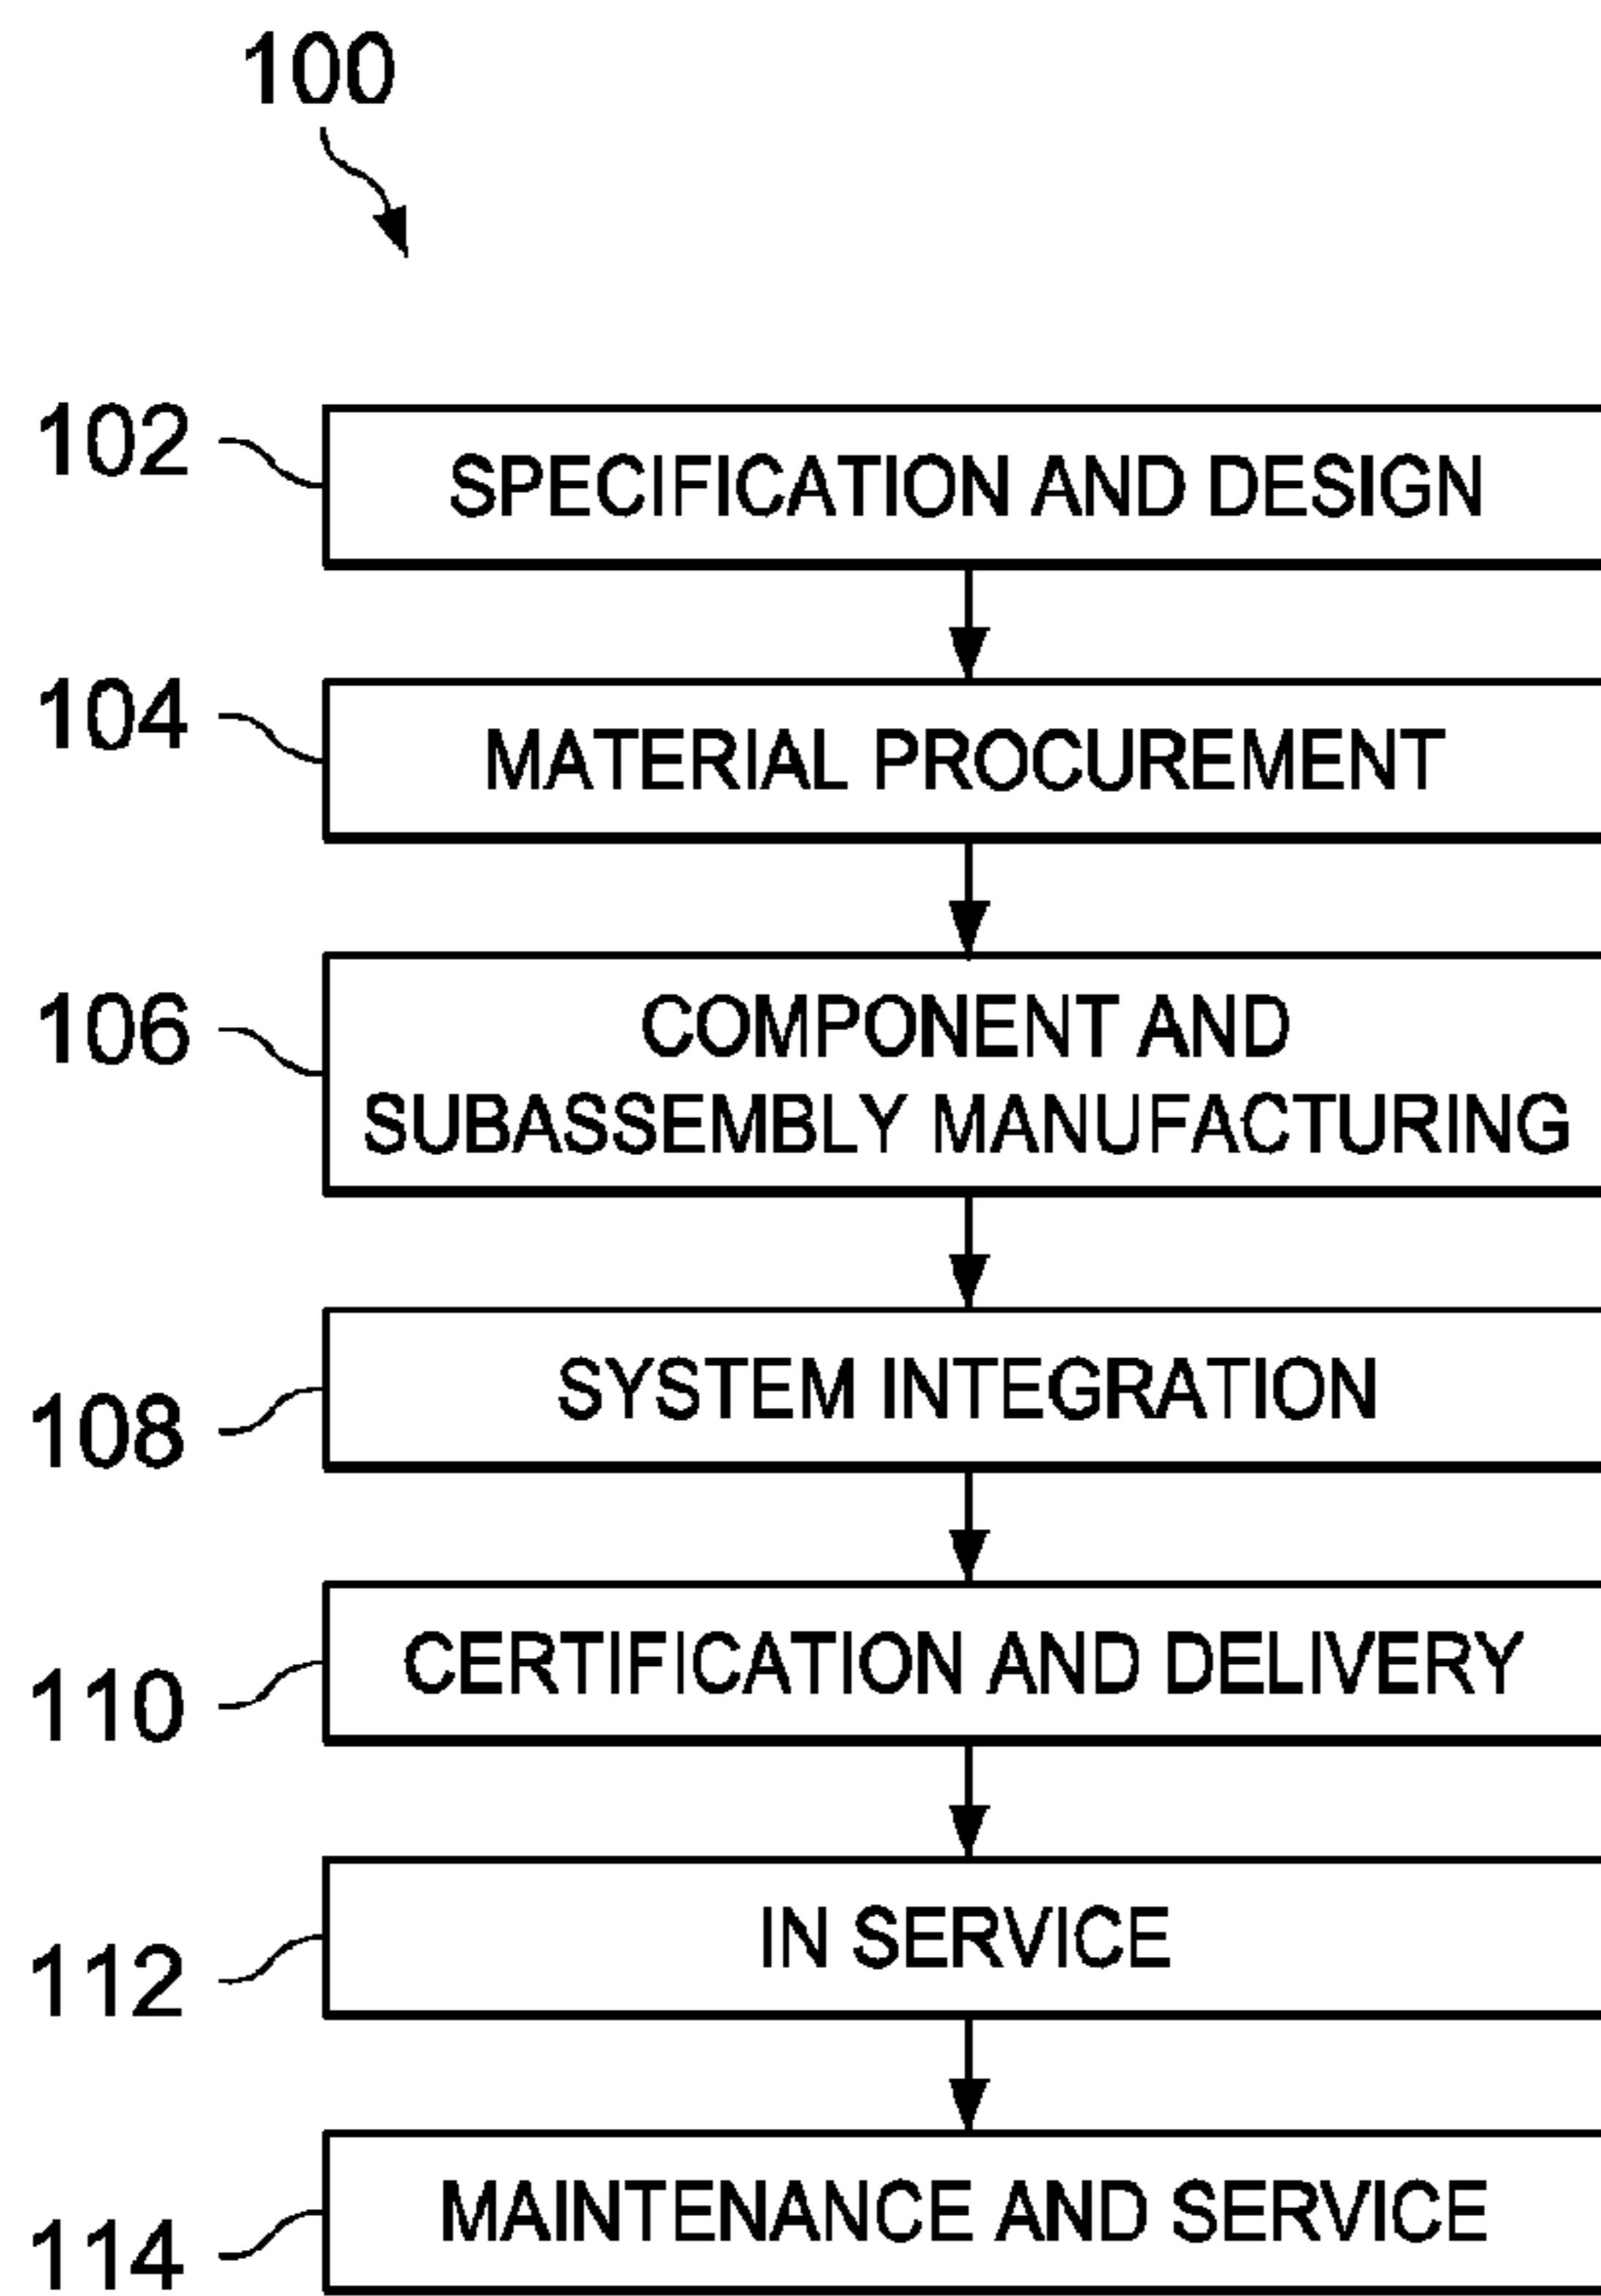 100
102
SPECIFICATION AND DESIGN
104
MATERIAL PROCUREMENT
106
COMPONENT AND
SUBASSEMBLY MANUFACTURING
108
SYSTEM INTEGRATION
110
CERTIFICATION AND DELIVERY
112
IN SERVICE
114
MAINTENANCE AND SERVICE